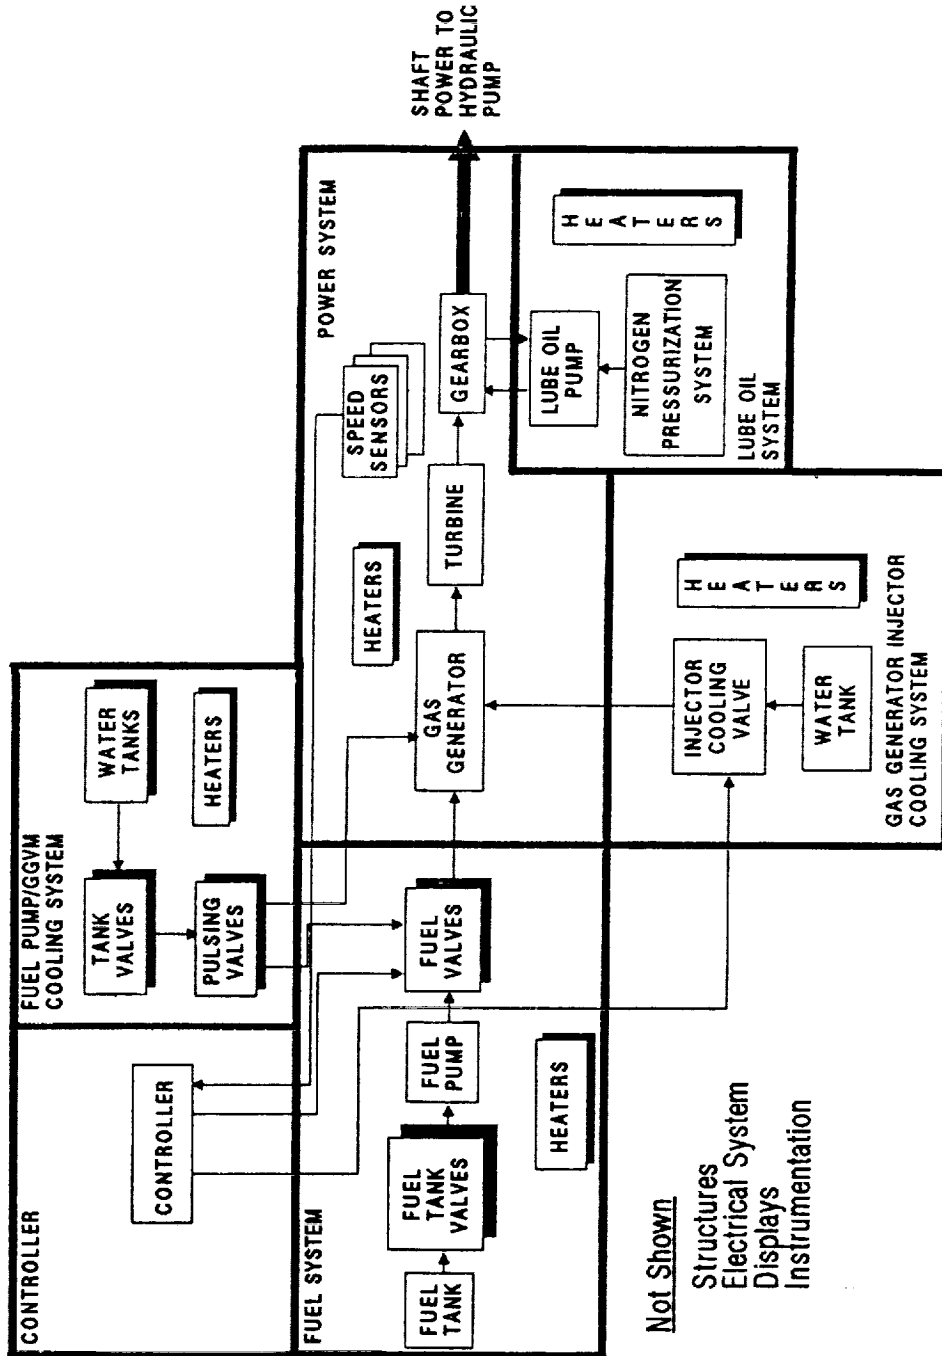 CONTROLLER
CONTROLLER
FUEL PUMP/GGVM
COOLING SYSTEM
TANK
VALVES
WATER
TANKS
PULSING
VALVES
HEATERS
FUEL SYSTEM
FUEL
TANK
FUEL
TANK
VALVES
FUEL
PUMP
FUEL
VALVES
HEATERS
POWER SYSTEM
SPEED
SENSORS
HEATERS
GAS
GENERATOR
TURBINE
GEARBOX
SHAFT
POWER TO
HYDRAULIC
PUMP
LUBE OIL
PUMP
NITROGEN
PRESSURIZATION
SYSTEM
HEATERS
LUBE OIL
SYSTEM
INJECTOR
COOLING
VALVE
WATER
TANK
HEATERS
GAS GENERATOR INJECTOR
COOLING SYSTEM
Not Shown
Structures
Electrical System
Displays
Instrumentation